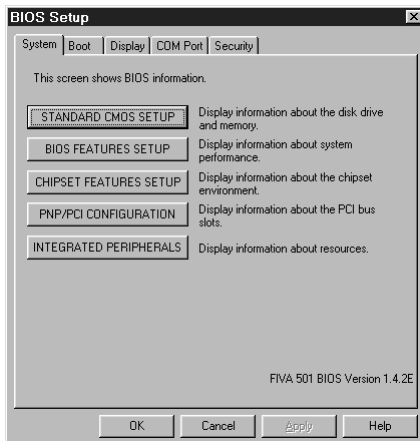 BIOS Setup
System Boot Display COM Port Security
This screen shows BIOS information.
STANDARD CMOS SETUP Display information about the disk drive
and memory.
BIOS FEATURES SETUP Display information about system
performance.
CHIPSET FEATURES SETUP Display information about the chipset
environment.
PNP/PCI CONFIGURATION Display information about the PCI bus
slots.
INTEGRATED PERIPHERALS Display information about resources.
FIVA 501 BIOS Version 1.4.2E
OK Cancel Apply Help